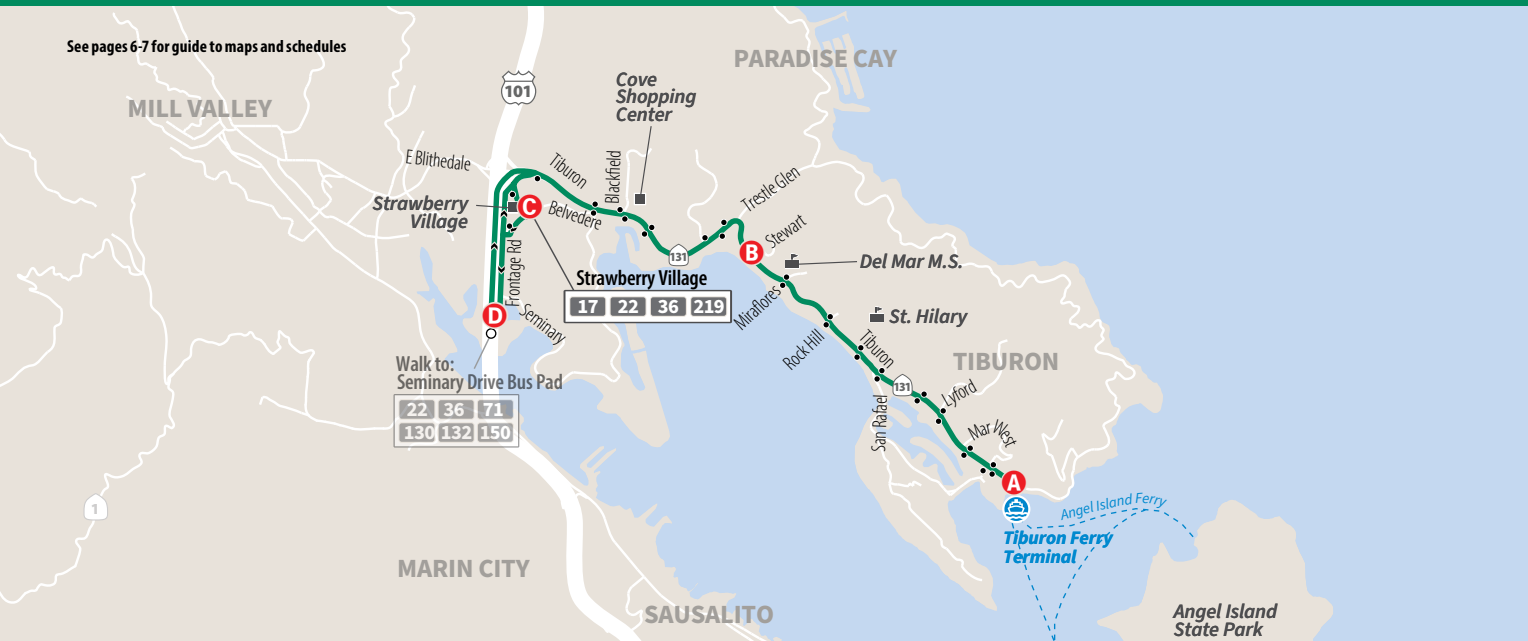 See pages 6-7 for guide to maps and schedules
PARADISE CAY
101
Cove
Shopping
Center
MILL VALLEY
E Blithedale
Tiburon
Blackfield
Trestle Glen
Strawberry
Village
C
Belvedere
Stewart
B
131
Del Mar M.S.
Frontage Rd
Strawberry Village
17 22 36 219
Miraflores
D
Seminary
St. Hilary
Rock Hill
Tiburon
TIBURON
Walk to:
Seminary Drive Bus Pad
22 36 71
130 132 150
131
Lyford
San Rafael
Mar West
A
1
Angel Island Ferry
Tiburon Ferry
Terminal
MARIN CITY
SAUSALITO
Angel Island
State Park